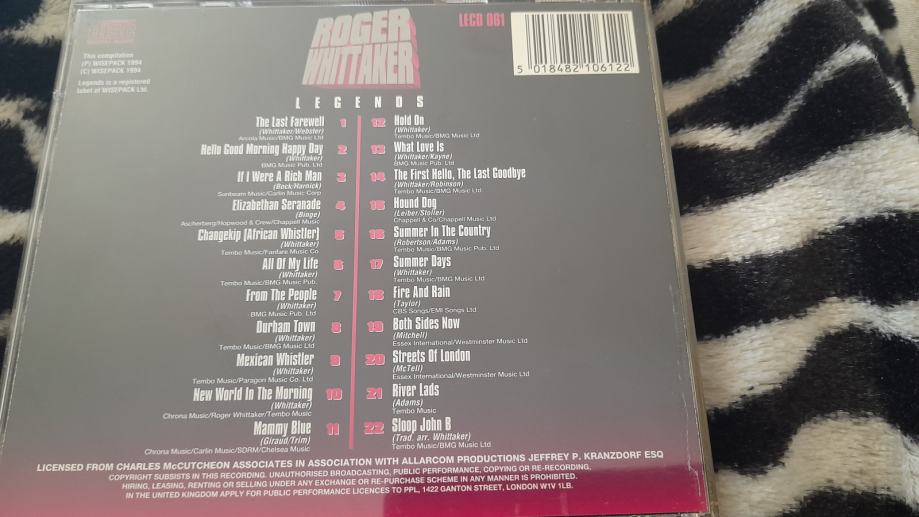 This compilation
(P) WISEPACK 1994
(C) WISEPACK 1994
Legends is a registered
label of WISEPACK Ltd.
ROGER
WHITTAKER
LECD 061
5 018482 106122
LEGENDS
The Last Farewell 1
(Whittaker/Webster)
Arcola Music/BMG Music Ltd
Hello Good Morning Happy Day 2
(Whittaker)
BMG Music Pub. Ltd
If I Were A Rich Man 3
(Bock/Harnick)
Sunbeam Music/Carlin Music Corp
Elizabethan Seranade 4
(Binge)
Ascherberg/Hopwood & Crew/Chappell Music
Changekip [African Whistler] 5
(Whittaker)
Tembo Music/Fanfare Music Co
All Of My Life 6
(Whittaker)
Tembo Music/BMG Music Pub.
From The People 7
(Whittaker)
BMG Music Pub. Ltd
Durham Town 8
(Whittaker)
Tembo Music/BMG Music Ltd
Mexican Whistler 9
(Whittaker)
Tembo Music/Paragon Music Co. Ltd
New World In The Morning 10
(Whittaker)
Chrona Music/Roger Whittaker/Tembo Music
Mammy Blue 11
(Giraud/Trim)
Chrona Music/Carlin Music/SDRM/Chelsea Music
12 Hold On
(Whittaker)
Tembo Music/BMG Music Ltd
13 What Love Is
(Whittaker/Kayne)
BMG Music Pub. Ltd
14 The First Hello, The Last Goodbye
(Whittaker/Robinson)
Tembo Music/BMG Music Ltd
15 Hound Dog
(Leiber/Stoller)
Chappell & Co/Chappell Music Ltd
16 Summer In The Country
(Robertson/Adams)
Tembo Music/BMG Music Pub. Ltd
17 Summer Days
(Whittaker)
Tembo Music/BMG Music Ltd
18 Fire And Rain
(Taylor)
CBS Songs/EMI Songs Ltd
19 Both Sides Now
(Mitchell)
Essex International/Westminster Music Ltd
20 Streets Of London
(McTell)
Essex International/Westminster Music Ltd
21 River Lads
(Adams)
Tembo Music
22 Sloop John B
(Trad. arr. Whittaker)
Tembo Music/BMG Music Ltd
LICENSED FROM CHARLES McCUTCHEON ASSOCIATES IN ASSOCIATION WITH ALLARCOM PRODUCTIONS JEFFREY P. KRANZDORF ESQ
COPYRIGHT SUBSISTS IN THIS RECORDING. UNAUTHORISED BROADCASTING, PUBLIC PERFORMANCE, COPYING OR RE-RECORDING,
HIRING, LEASING, RENTING OR SELLING UNDER ANY EXCHANGE OR RE-PURCHASE SCHEME IN ANY MANNER IS PROHIBITED.
IN THE UNITED KINGDOM APPLY FOR PUBLIC PERFORMANCE LICENCES TO PPL, 1422 GANTON STREET, LONDON W1V 1LB.